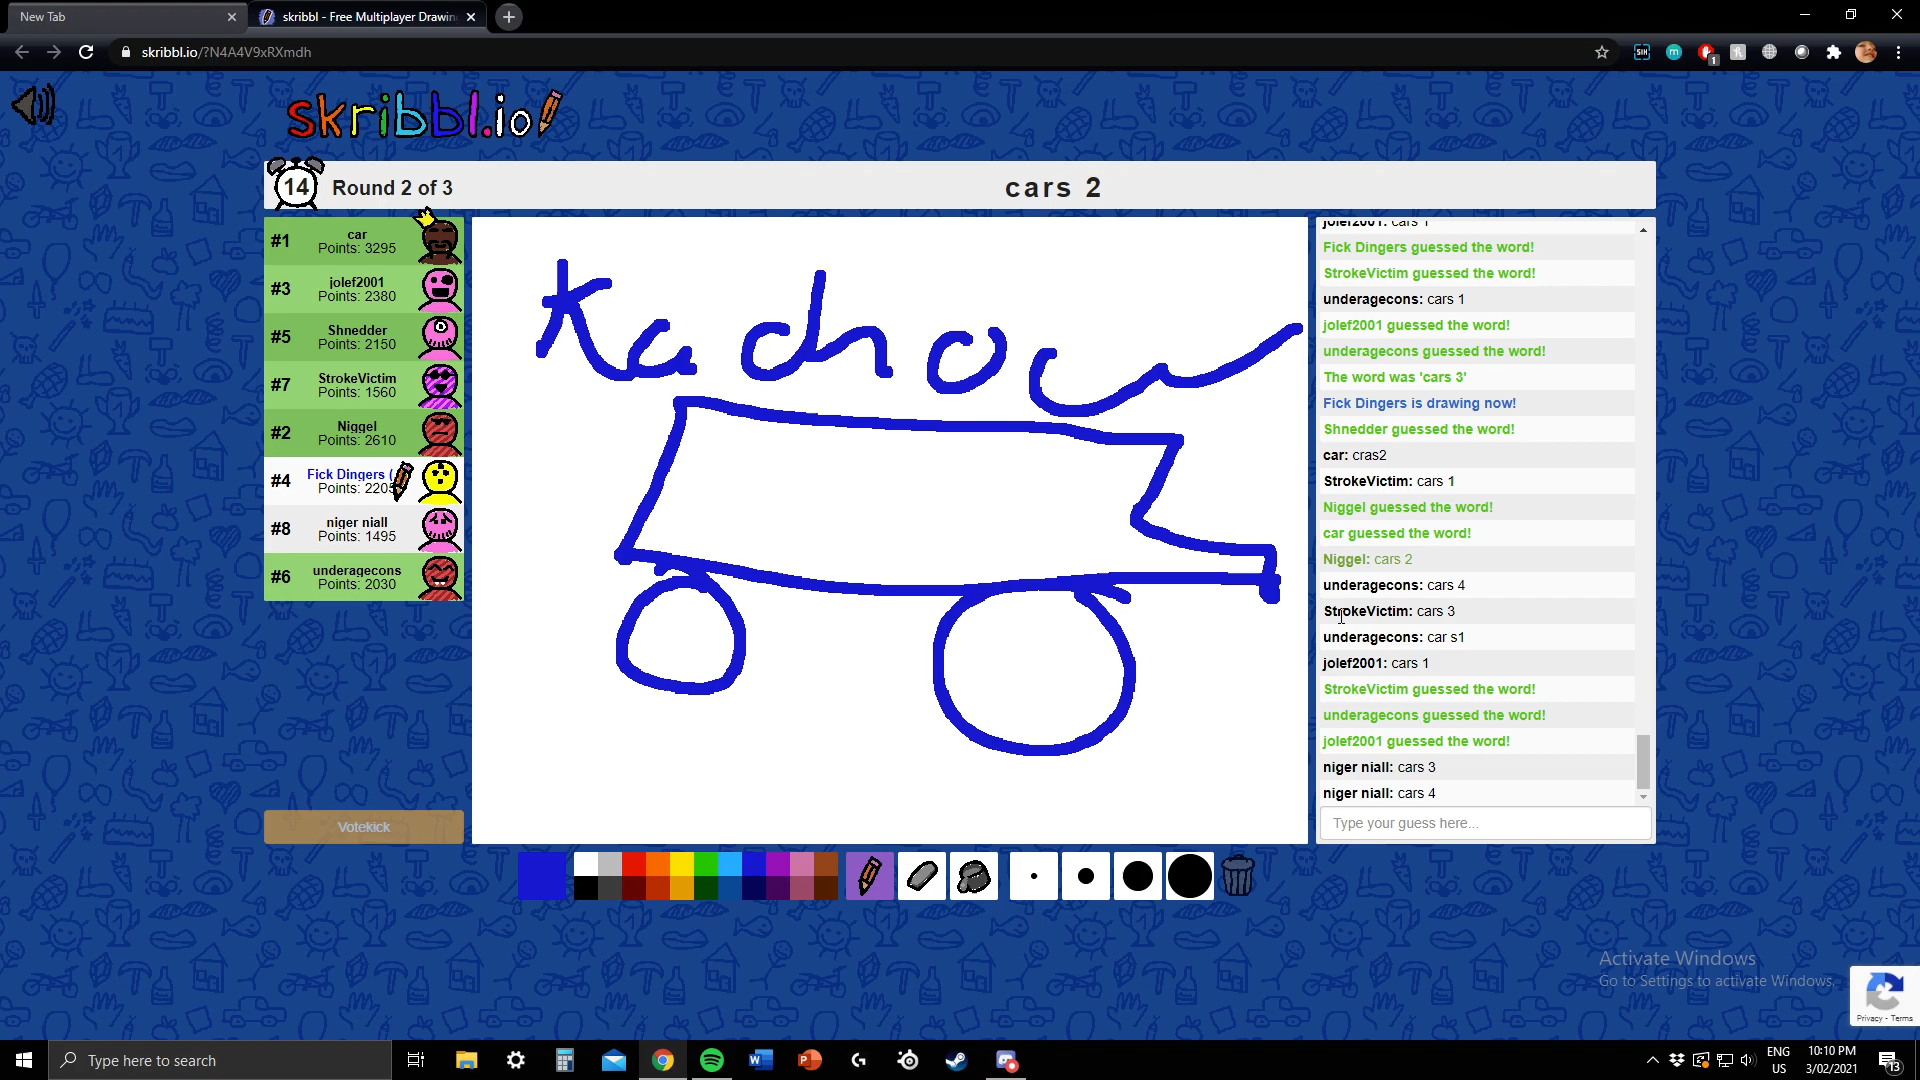 New Tab
skribbl - Free Multiplayer Drawin
skribbl.io/?N4A4V9xRXmdh
skribbl.io
14
Round 2 of 3
cars 2
#1
car
Points: 3295
#3
jolef2001
Points: 2380
#5
Shnedder
Points: 2150
#7
StrokeVictim
Points: 1560
#2
Niggel
Points: 2610
#4
Fick Dingers (
Points: 2205
#8
niger niall
Points: 1495
#6
underagecons
Points: 2030
Votekick
Kachow
jolef2001: cars 1
Fick Dingers guessed the word!
StrokeVictim guessed the word!
underagecons: cars 1
jolef2001 guessed the word!
underagecons guessed the word!
The word was 'cars 3'
Fick Dingers is drawing now!
Shnedder guessed the word!
car: cras2
StrokeVictim: cars 1
Niggel guessed the word!
car guessed the word!
Niggel: cars 2
underagecons: cars 4
StrokeVictim: cars 3
underagecons: car s1
jolef2001: cars 1
StrokeVictim guessed the word!
underagecons guessed the word!
jolef2001 guessed the word!
niger niall: cars 3
niger niall: cars 4
Type your guess here...
Activate Windows
Go to Settings to activate Windows.
Privacy - Terms
Type here to search
ENG
US
10:10 PM
3/02/2021
13